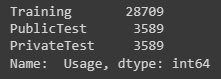 Training 28709
PublicTest 3589
PrivateTest 3589
Name:  Usage, dtype: int64